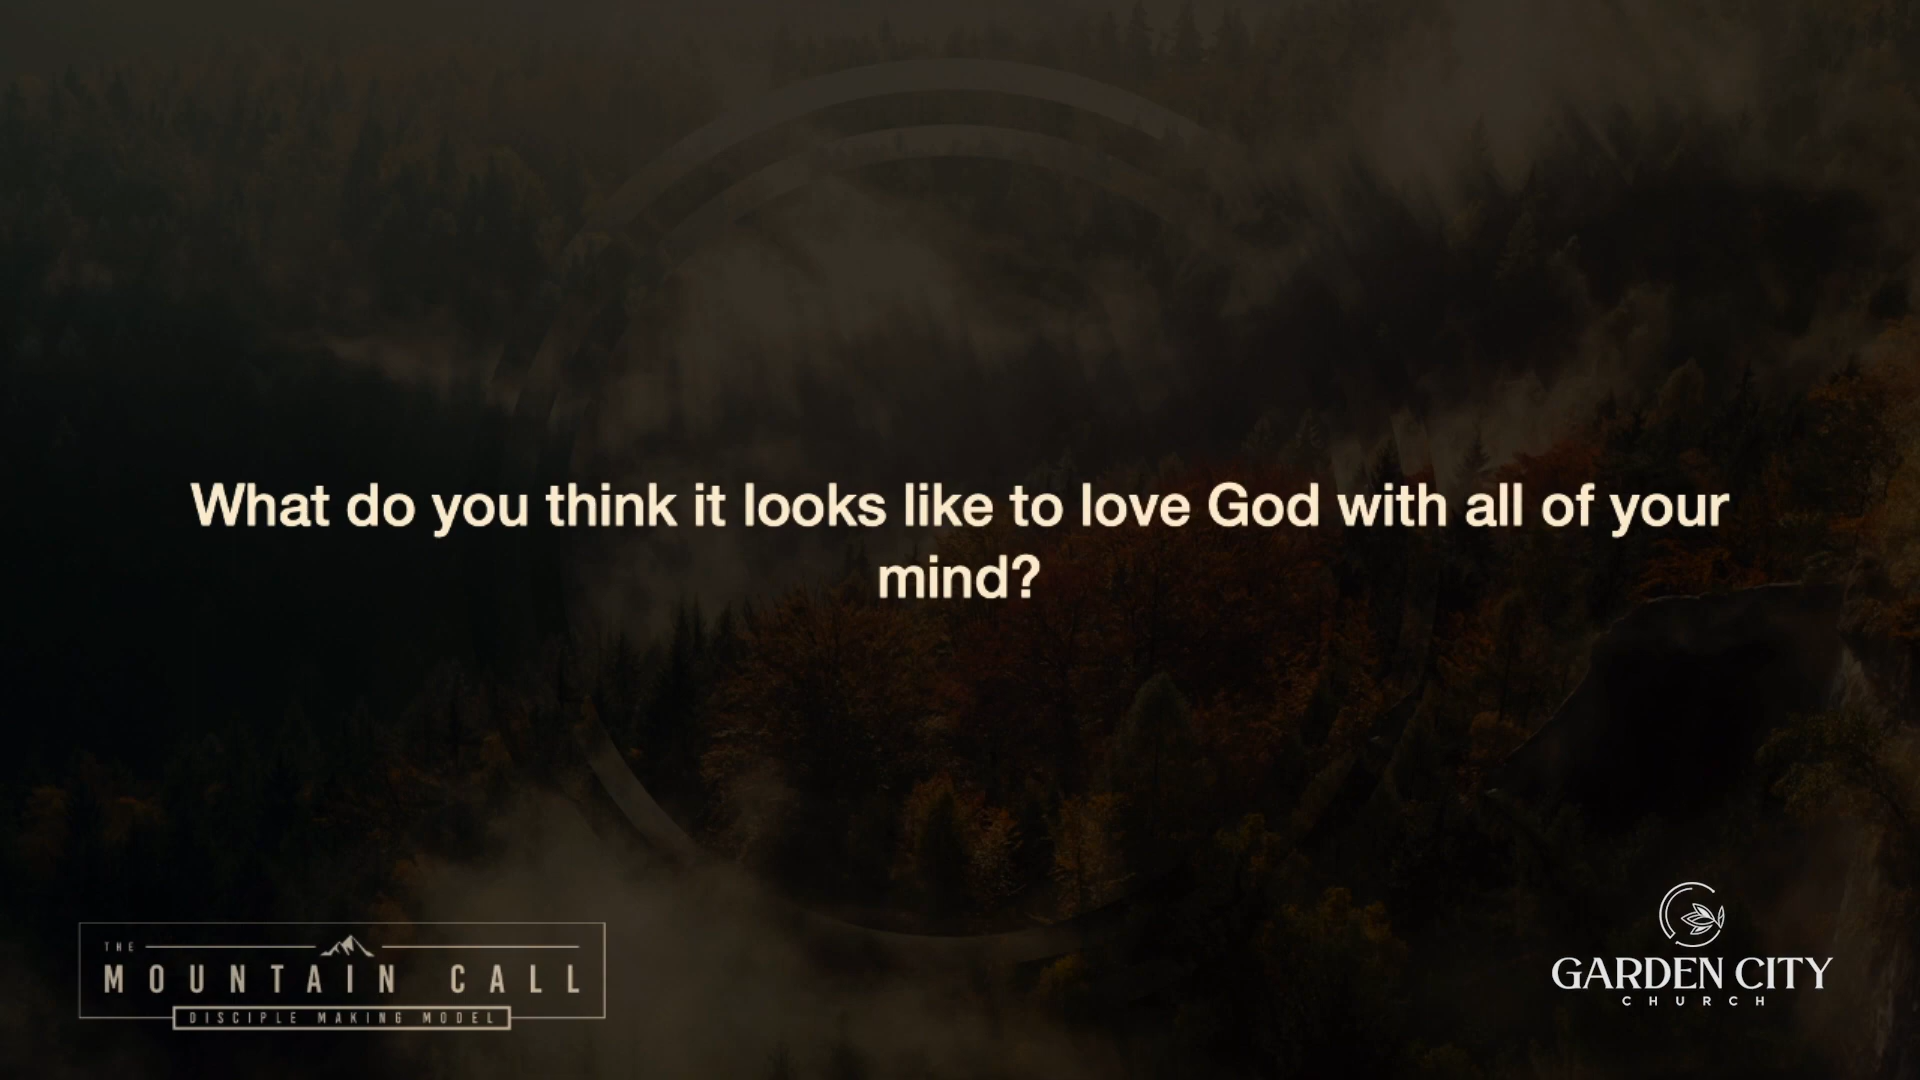 What do you think it looks like to love God with all of your
mind?
THE
MOUNTAIN CALL
DISCIPLE MAKING MODEL
GARDEN CITY
CHURCH